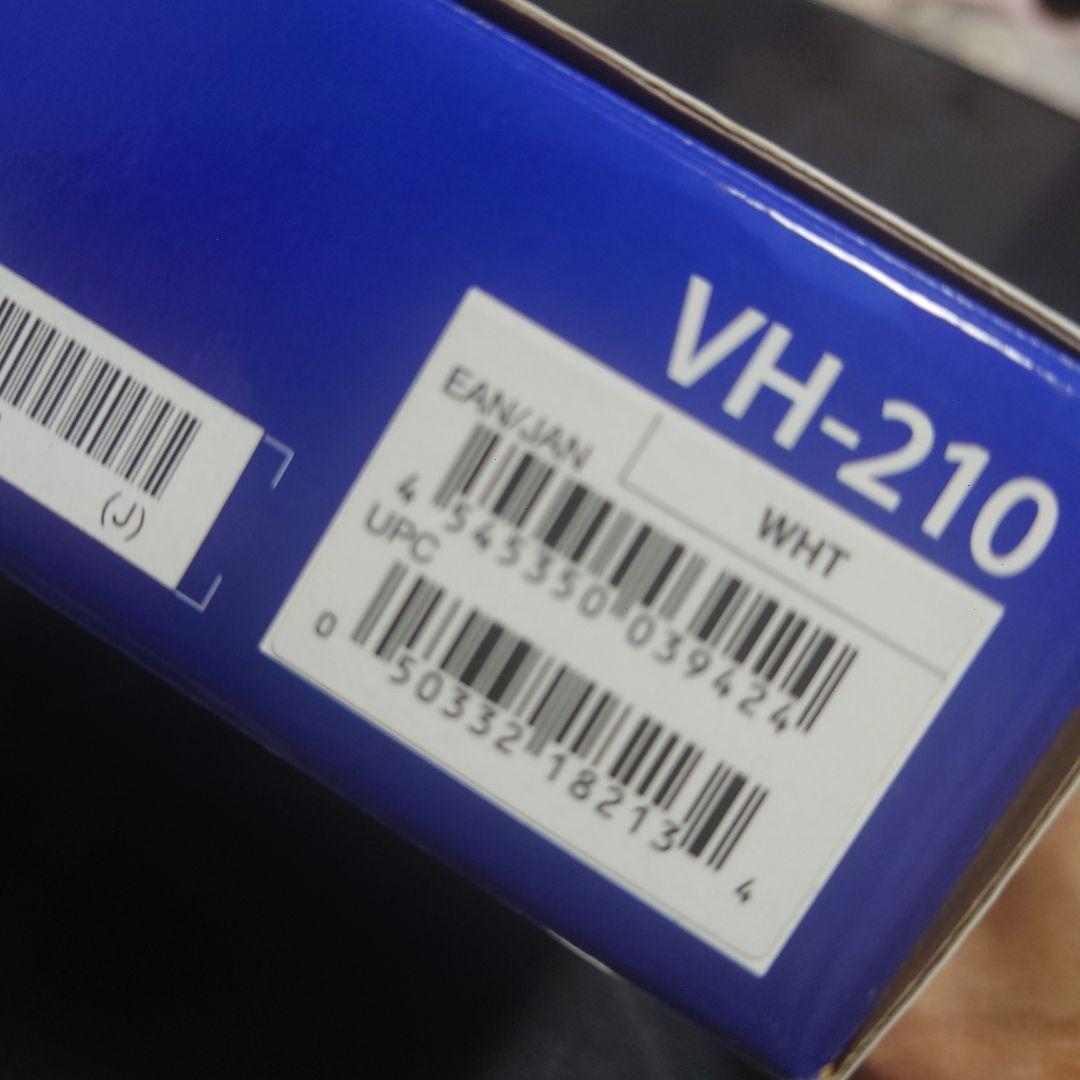 VH-210
WHT
EAN/JAN
4 545350 039424
UPC
0 50332 18213 4
(J)